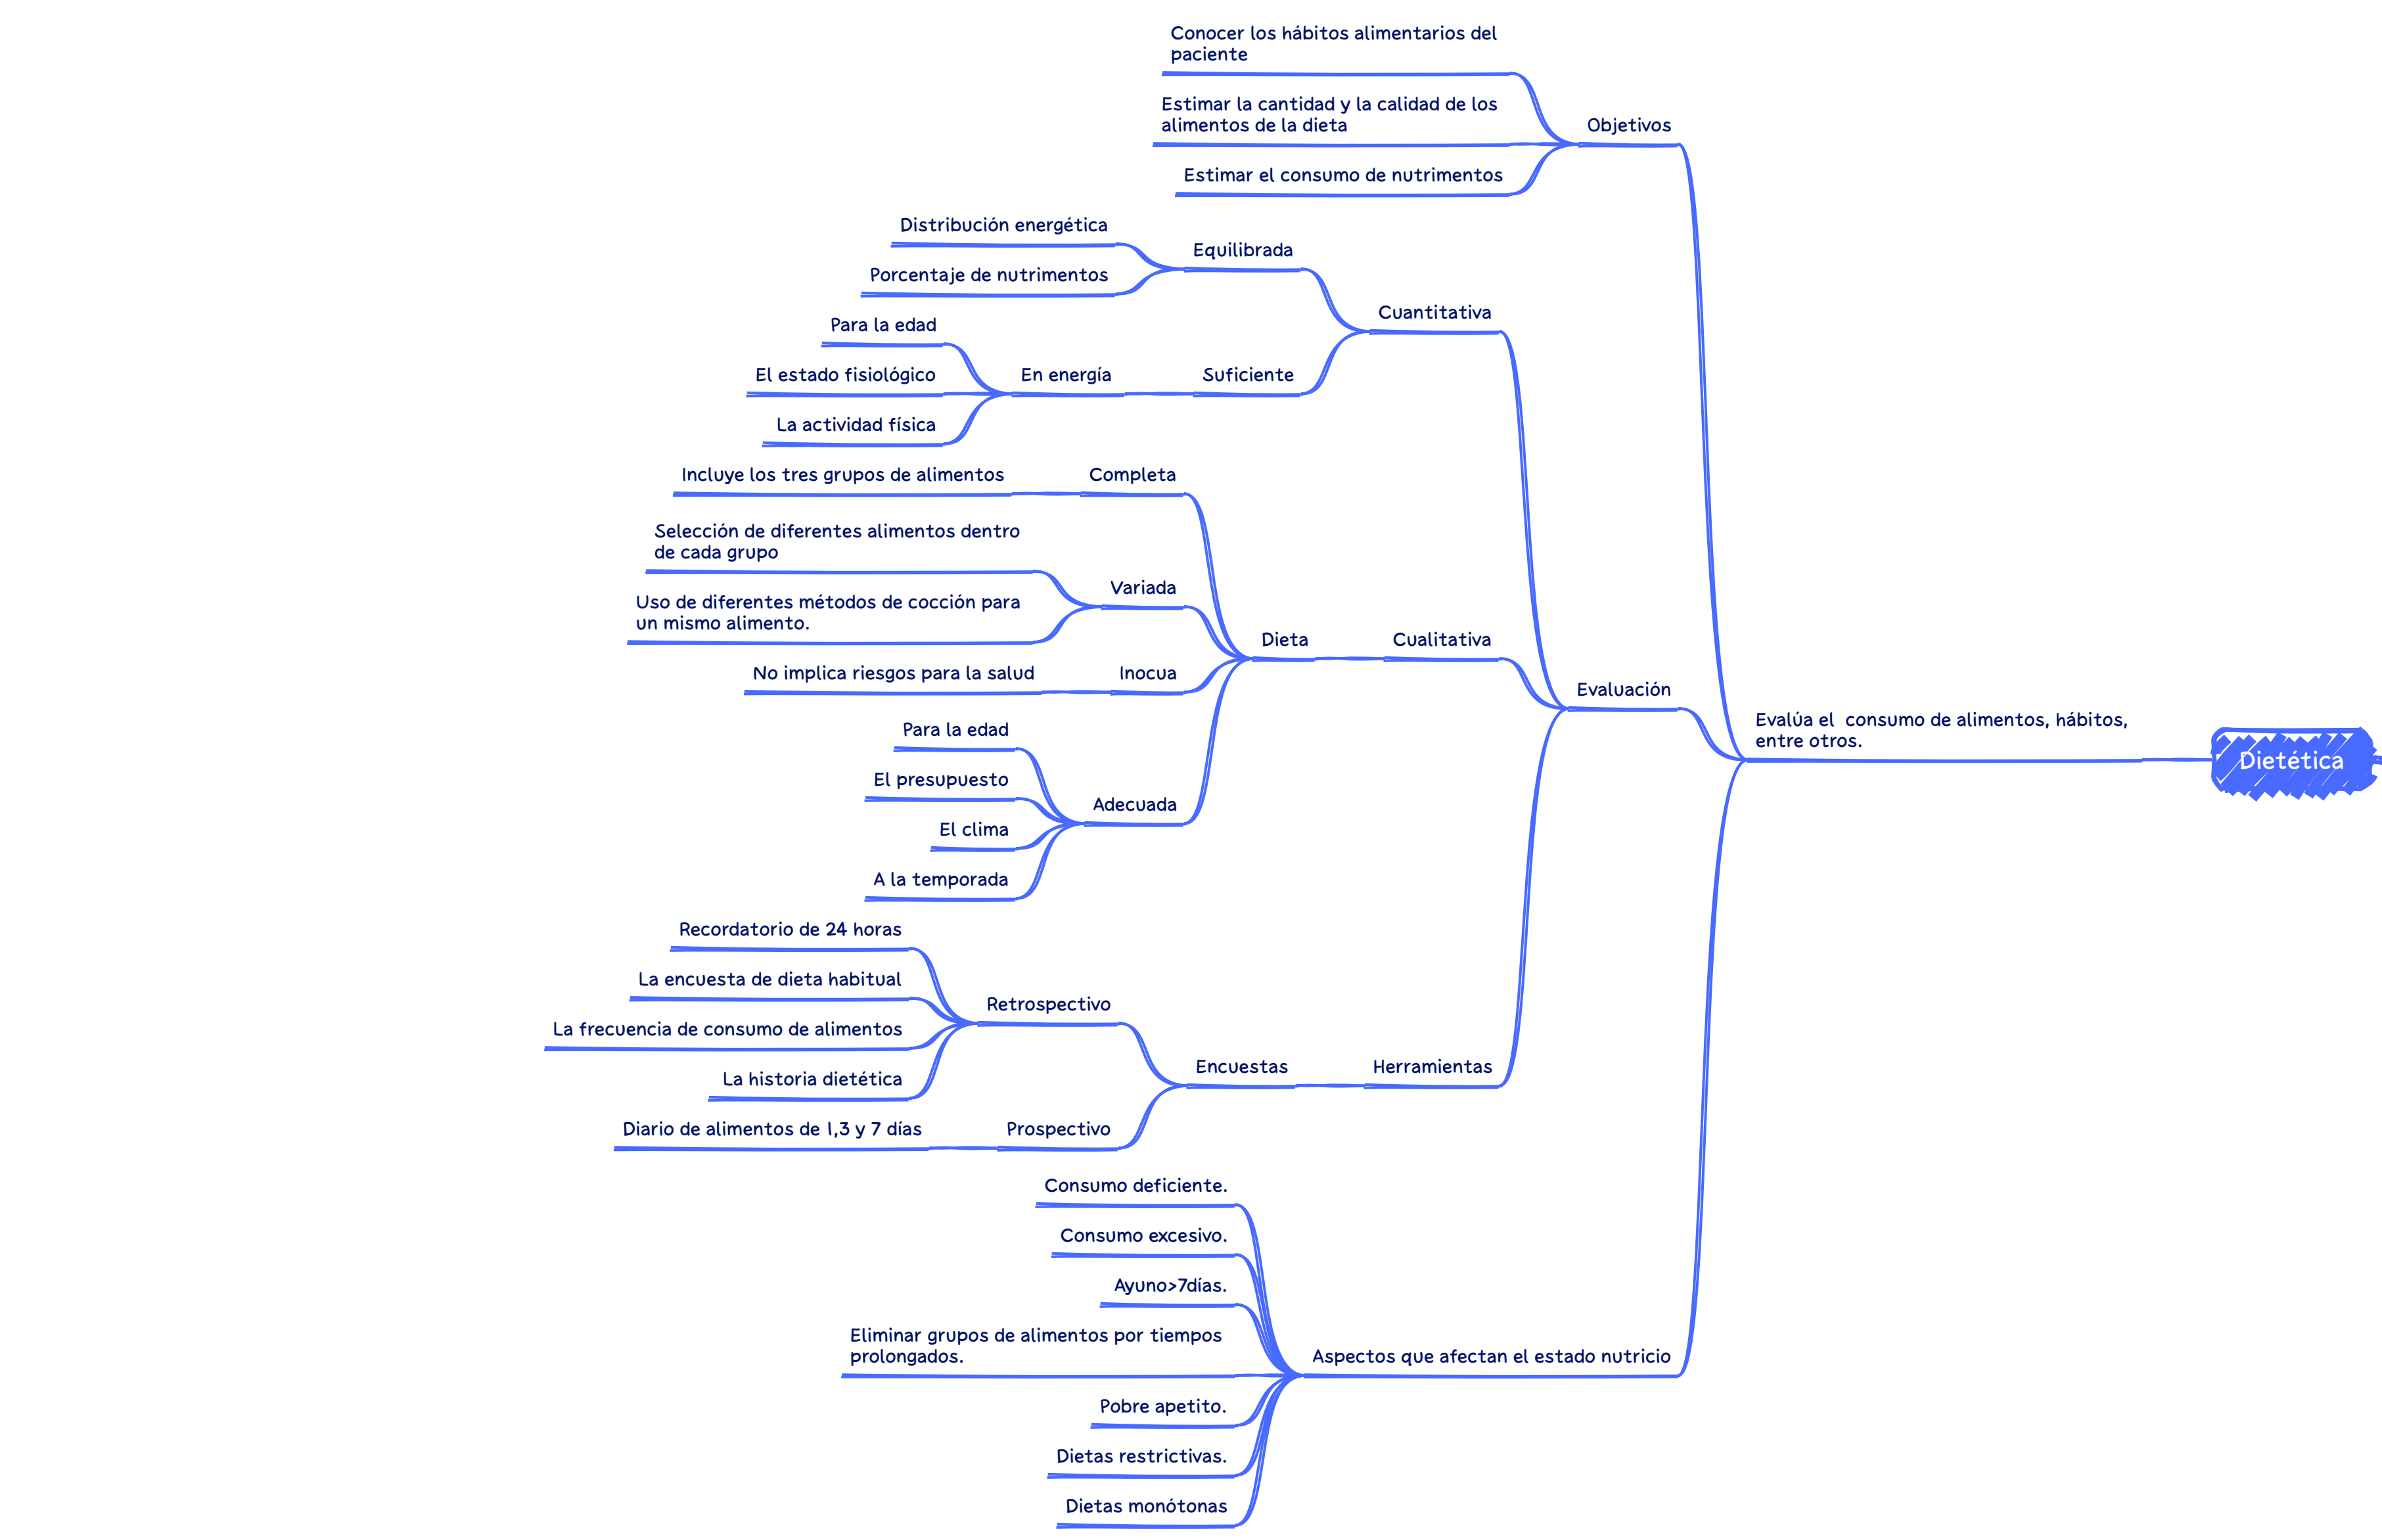 Conocer los hábitos alimentarios del
paciente
Estimar la cantidad y la calidad de los
alimentos de la dieta
Objetivos
Estimar el consumo de nutrimentos
Distribución energética
Equilibrada
Porcentaje de nutrimentos
Cuantitativa
Para la edad
El estado fisiológico
En energía
Suficiente
La actividad física
Incluye los tres grupos de alimentos
Completa
Selección de diferentes alimentos dentro
de cada grupo
Variada
Uso de diferentes métodos de cocción para
un mismo alimento.
Dieta
Cualitativa
No implica riesgos para la salud
Inocua
Evaluación
Para la edad
El presupuesto
Adecuada
El clima
A la temporada
Evalúa el  consumo de alimentos, hábitos,
entre otros.
Dietética
Recordatorio de 24 horas
La encuesta de dieta habitual
Retrospectivo
La frecuencia de consumo de alimentos
La historia dietética
Encuestas
Herramientas
Diario de alimentos de 1,3 y 7 días
Prospectivo
Consumo deficiente.
Consumo excesivo.
Ayuno>7días.
Eliminar grupos de alimentos por tiempos
prolongados.
Aspectos que afectan el estado nutricio
Pobre apetito.
Dietas restrictivas.
Dietas monótonas